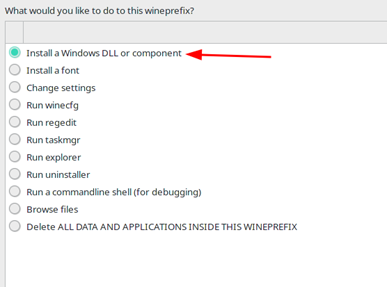 What would you like to do to this wineprefix?
Install a Windows DLL or component
Install a font
Change settings
Run winecfg
Run regedit
Run taskmgr
Run explorer
Run uninstaller
Run a commandline shell (for debugging)
Browse files
Delete ALL DATA AND APPLICATIONS INSIDE THIS WINEPREFIX